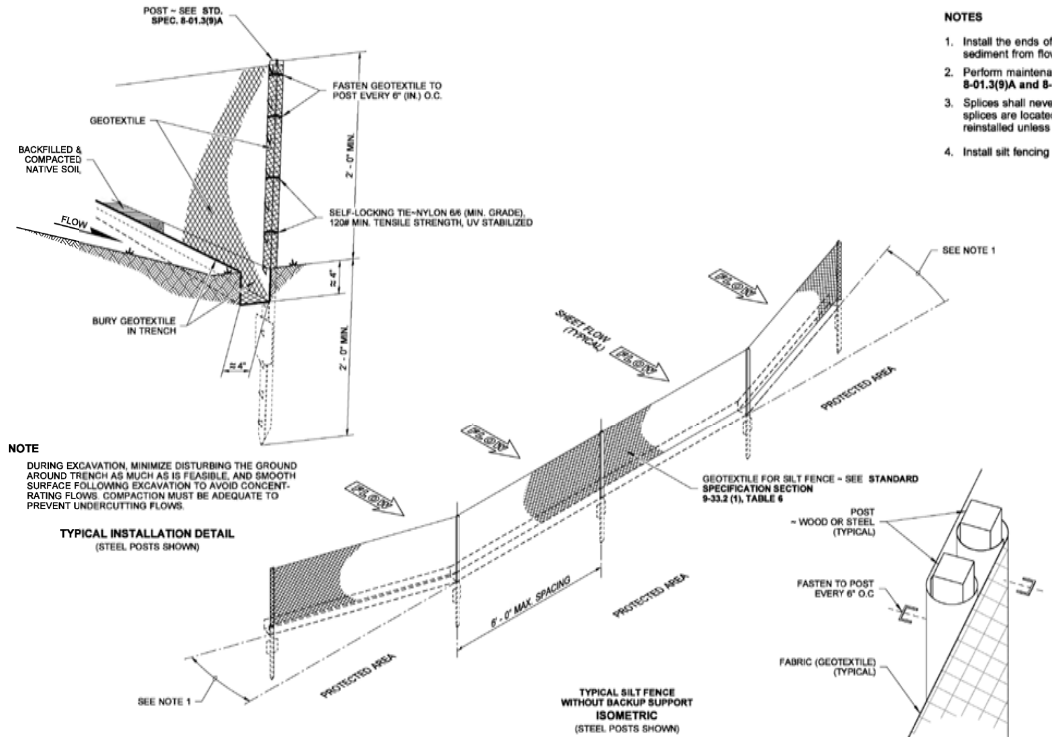 POST ~ SEE STD.
SPEC. 8-01.3(9)A
FASTEN GEOTEXTILE TO
POST EVERY 6" (IN.) O.C.
GEOTEXTILE
BACKFILLED &
COMPACTED
NATIVE SOIL
FLOW
2' - 0" MIN.
SELF-LOCKING TIE~NYLON 6/6 (MIN. GRADE),
120# MIN. TENSILE STRENGTH, UV STABILIZED
≈ 4"
BURY GEOTEXTILE
IN TRENCH
≈ 4"
2' - 0" MIN.
NOTE
DURING EXCAVATION, MINIMIZE DISTURBING THE GROUND
AROUND TRENCH AS MUCH AS IS FEASIBLE, AND SMOOTH
SURFACE FOLLOWING EXCAVATION TO AVOID CONCENT-
RATING FLOWS. COMPACTION MUST BE ADEQUATE TO
PREVENT UNDERCUTTING FLOWS.
TYPICAL INSTALLATION DETAIL
(STEEL POSTS SHOWN)
NOTES
1. Install the ends of
sediment from flow
2. Perform maintena
8-01.3(9)A and 8-
3. Splices shall neve
splices are located
reinstalled unless
4. Install silt fencing
SEE NOTE 1
FLOW
SHEET FLOW
(TYPICAL)
FLOW
FLOW
FLOW
PROTECTED AREA
GEOTEXTILE FOR SILT FENCE ~ SEE STANDARD
SPECIFICATION SECTION
9-33.2 (1), TABLE 6
6' - 0" MAX. SPACING
PROTECTED AREA
PROTECTED AREA
SEE NOTE 1
TYPICAL SILT FENCE
WITHOUT BACKUP SUPPORT
ISOMETRIC
(STEEL POSTS SHOWN)
POST
~ WOOD OR STEEL
(TYPICAL)
FASTEN TO POST
EVERY 6" O.C
FABRIC (GEOTEXTILE)
(TYPICAL)